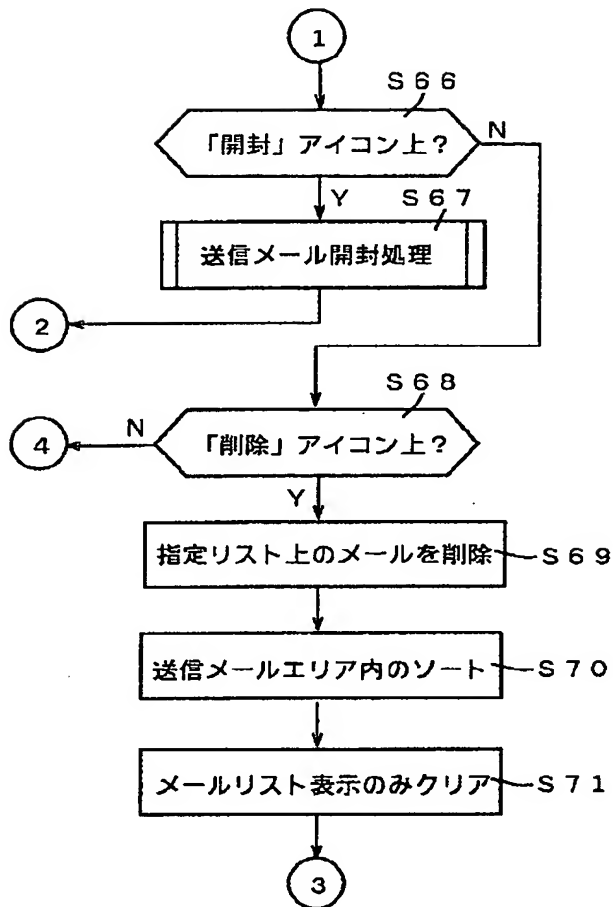 1
S66
「開封」アイコン上?
N
Y
S67
送信メール開封処理
2
S68
N
4
「削除」アイコン上?
Y
指定リスト上のメールを削除 S69
送信メールエリア内のソート S70
メールリスト表示のみクリア S71
3